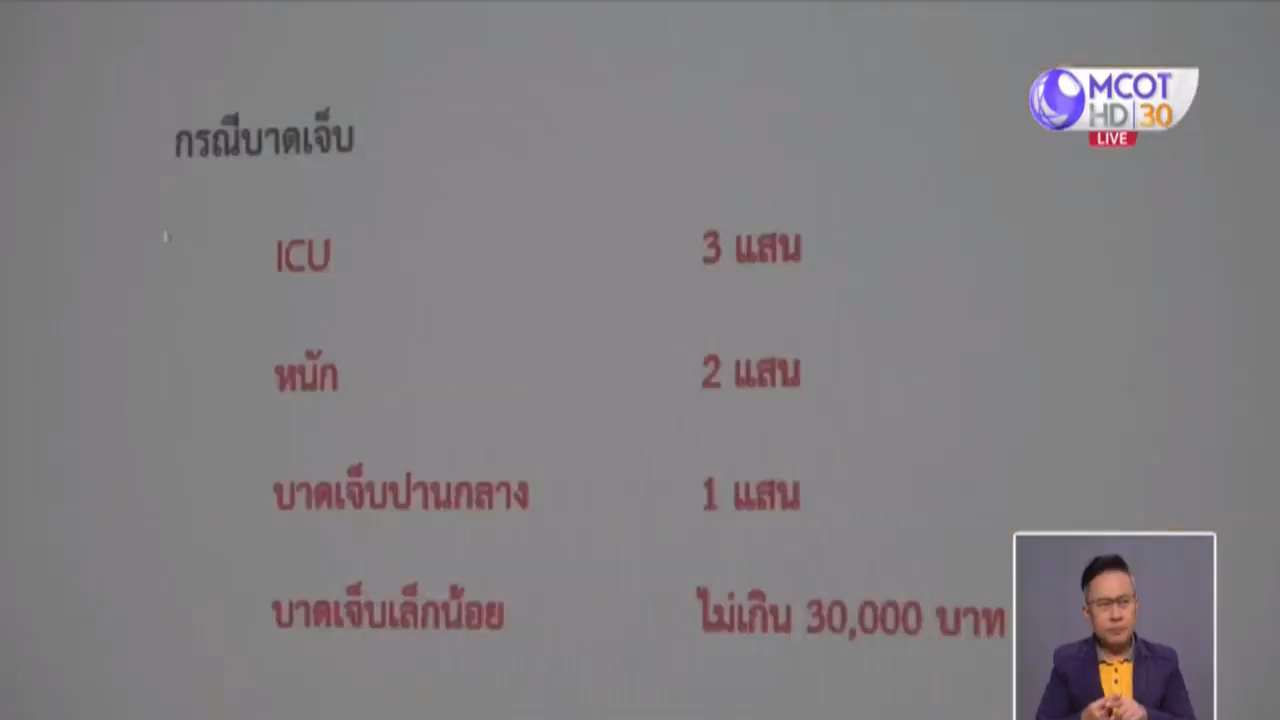 MCOT
HD 30
LIVE
กรณีบาดเจ็บ
ICU 3 แสน
หนัก 2 แสน
บาดเจ็บปานกลาง 1 แสน
บาดเจ็บเล็กน้อย ไม่เกิน 30,000 บาท